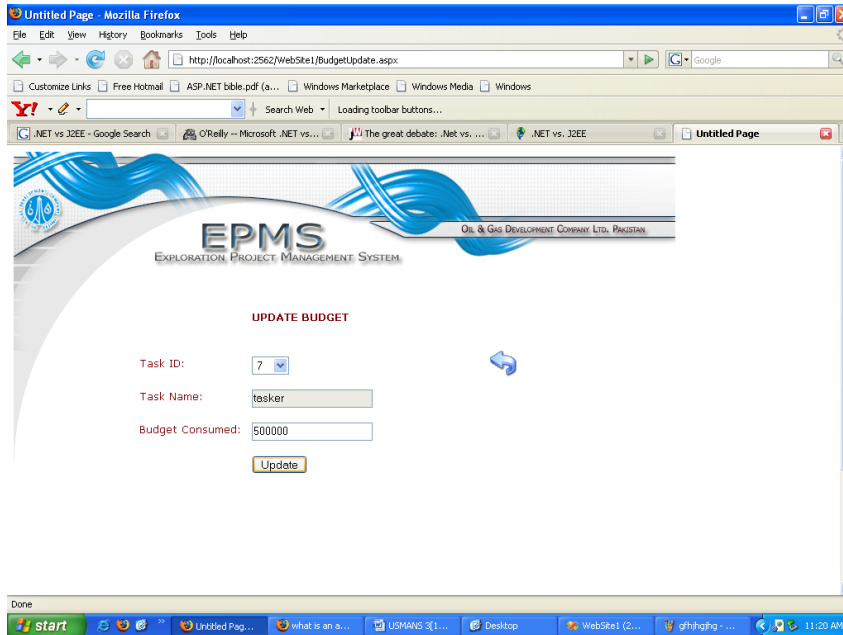 Untitled Page - Mozilla Firefox
File Edit View History Bookmarks Tools Help
http://localhost:2562/WebSite1/BudgetUpdate.aspx
G Google
Customize Links Free Hotmail ASP.NET bible.pdf (a... Windows Marketplace Windows Media Windows
Y! Search Web Loading toolbar buttons...
.NET vs J2EE - Google Search O'Reilly -- Microsoft .NET vs... The great debate: .Net vs. ... .NET vs. J2EE Untitled Page
EPMS
OIL & GAS DEVELOPMENT COMPANY LTD. PAKISTAN
EXPLORATION PROJECT MANAGEMENT SYSTEM
UPDATE BUDGET
Task ID: 7
Task Name: tasker
Budget Consumed: 500000
Update
Done
start Untitled Pag... what is an a... USMANS 3[1... Desktop WebSite1 (2... gfhjhgjhg - ... 11:20 AM